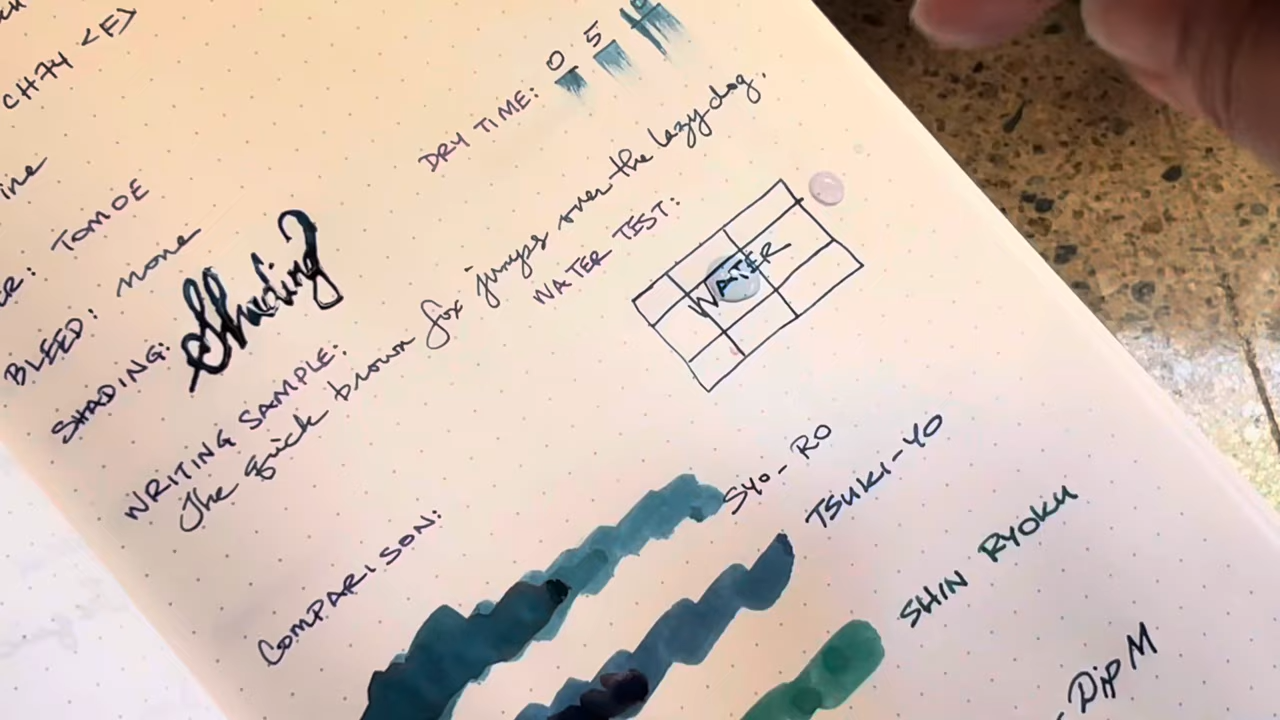 CH74 <F>
TOMOE
BLEED: none
SHADING: Shading
DRY TIME: 0 5
WRITING SAMPLE:
The quick brown fox jumps over the lazy dog.
WATER TEST: WATER
COMPARISON:
SYO-RO
TSUKI-YO
SHIN RYOKU
DIP M